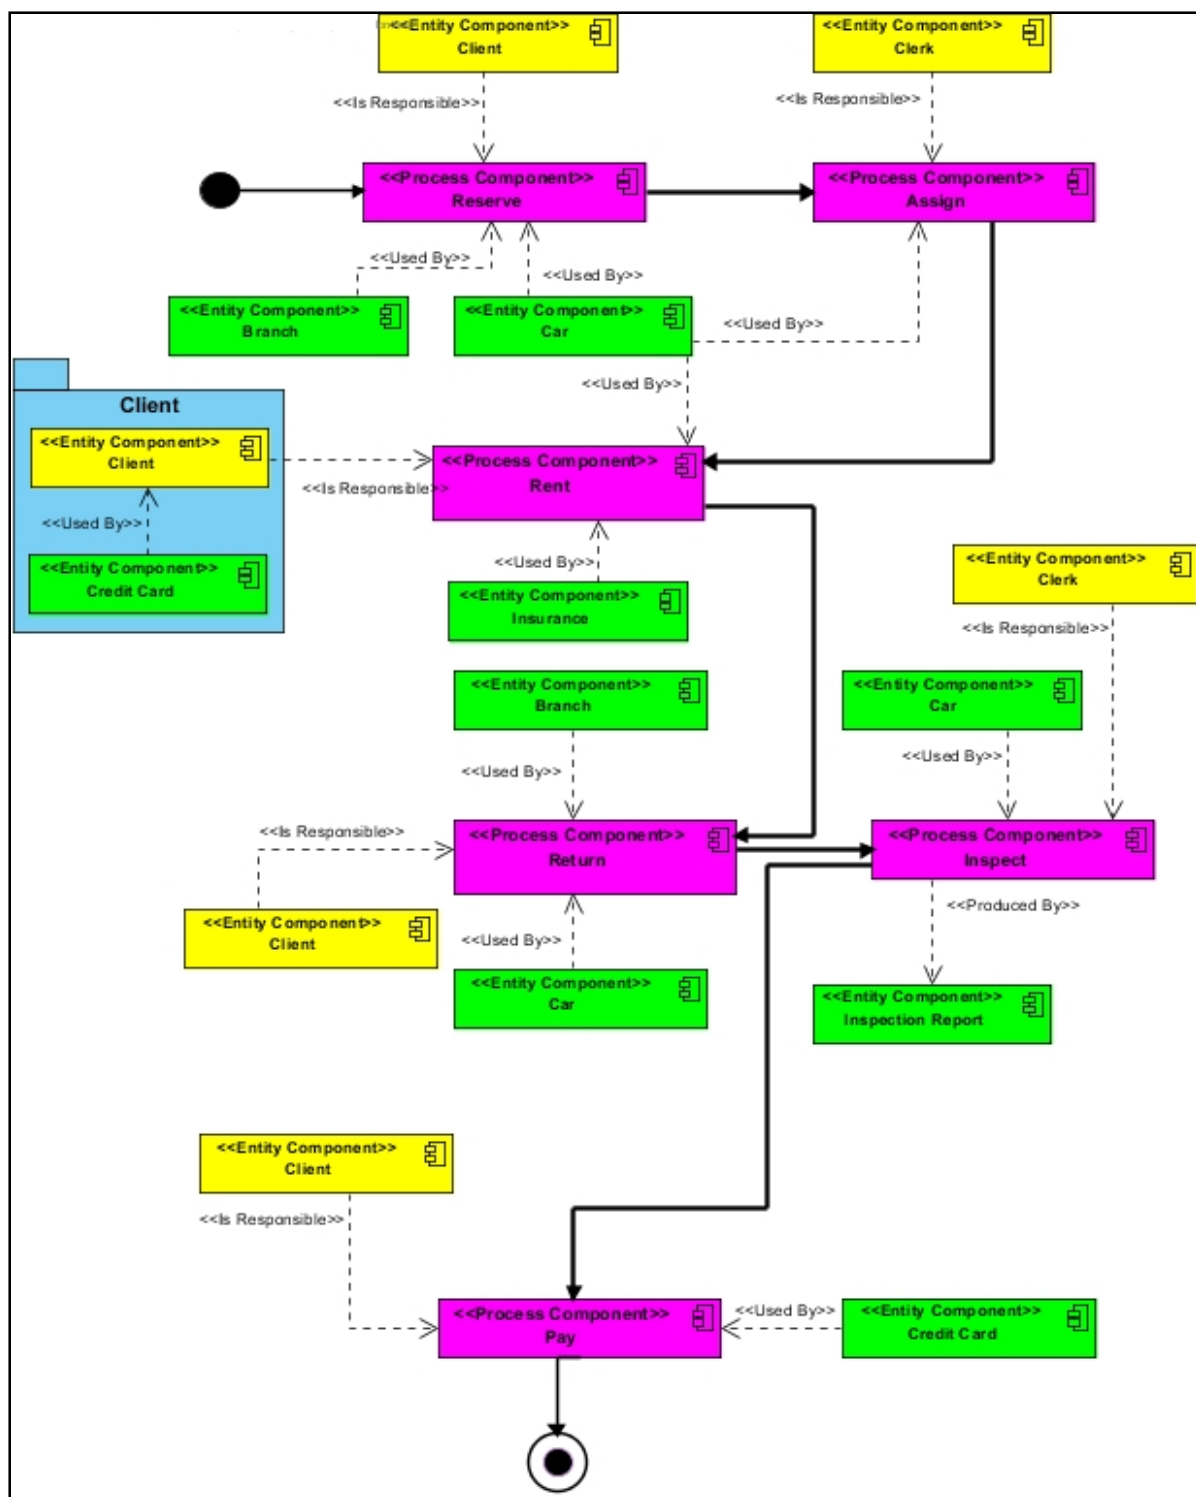 <<Entity Component>>
Client
<<Entity Component>>
Clerk
<<Is Responsible>>
<<Is Responsible>>
<<Process Component>>
Reserve
<<Process Component>>
Assign
<<Used By>>
<<Used By>>
<<Entity Component>>
Branch
<<Entity Component>>
Car
<<Used By>>
<<Used By>>
Client
<<Entity Component>>
Client
<<Is Responsible>>
<<Process Component>>
Rent
<<Used By>>
<<Entity Component>>
Credit Card
<<Used By>>
<<Entity Component>>
Insurance
<<Entity Component>>
Clerk
<<Is Responsible>>
<<Entity Component>>
Branch
<<Entity Component>>
Car
<<Used By>>
<<Used By>>
<<Is Responsible>>
<<Process Component>>
Return
<<Process Component>>
Inspect
<<Produced By>>
<<Entity Component>>
Client
<<Used By>>
<<Entity Component>>
Car
<<Entity Component>>
Inspection Report
<<Entity Component>>
Client
<<Is Responsible>>
<<Process Component>>
Pay
<<Used By>>
<<Entity Component>>
Credit Card